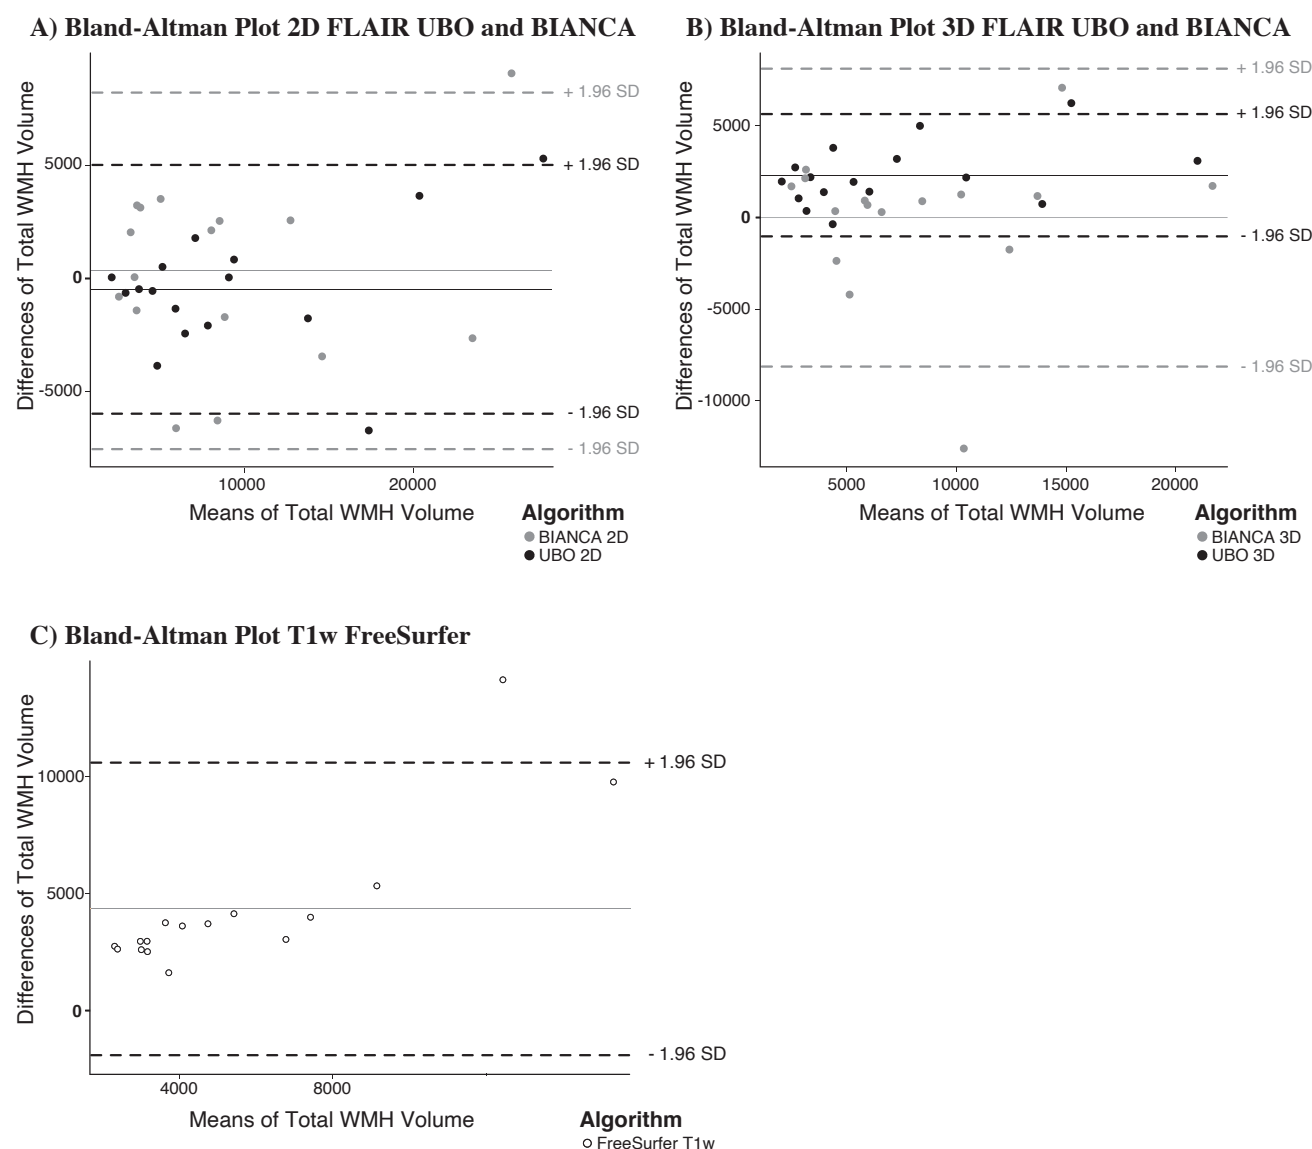 A) Bland-Altman Plot 2D FLAIR UBO and BIANCA
Differences of Total WMH Volume
5000
0
-5000
+ 1.96 SD
+ 1.96 SD
- 1.96 SD
- 1.96 SD
10000 20000
Means of Total WMH Volume
Algorithm
BIANCA 2D
UBO 2D
B) Bland-Altman Plot 3D FLAIR UBO and BIANCA
Differences of Total WMH Volume
5000
0
-5000
-10000
+ 1.96 SD
+ 1.96 SD
- 1.96 SD
- 1.96 SD
5000 10000 15000 20000
Means of Total WMH Volume
Algorithm
BIANCA 3D
UBO 3D
C) Bland-Altman Plot T1w FreeSurfer
Differences of Total WMH Volume
10000
5000
0
+ 1.96 SD
- 1.96 SD
4000 8000
Means of Total WMH Volume
Algorithm
FreeSurfer T1w